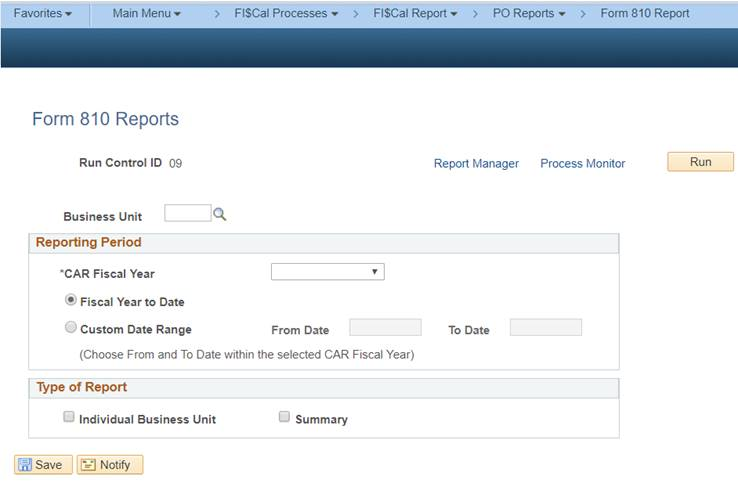 Favorites Main Menu > FI$Cal Processes > FI$Cal Report > PO Reports > Form 810 Report
Form 810 Reports
Run Control ID 09 Report Manager Process Monitor Run
Business Unit
Reporting Period
*CAR Fiscal Year
Fiscal Year to Date
Custom Date Range From Date To Date
(Choose From and To Date within the selected CAR Fiscal Year)
Type of Report
Individual Business Unit Summary
Save Notify